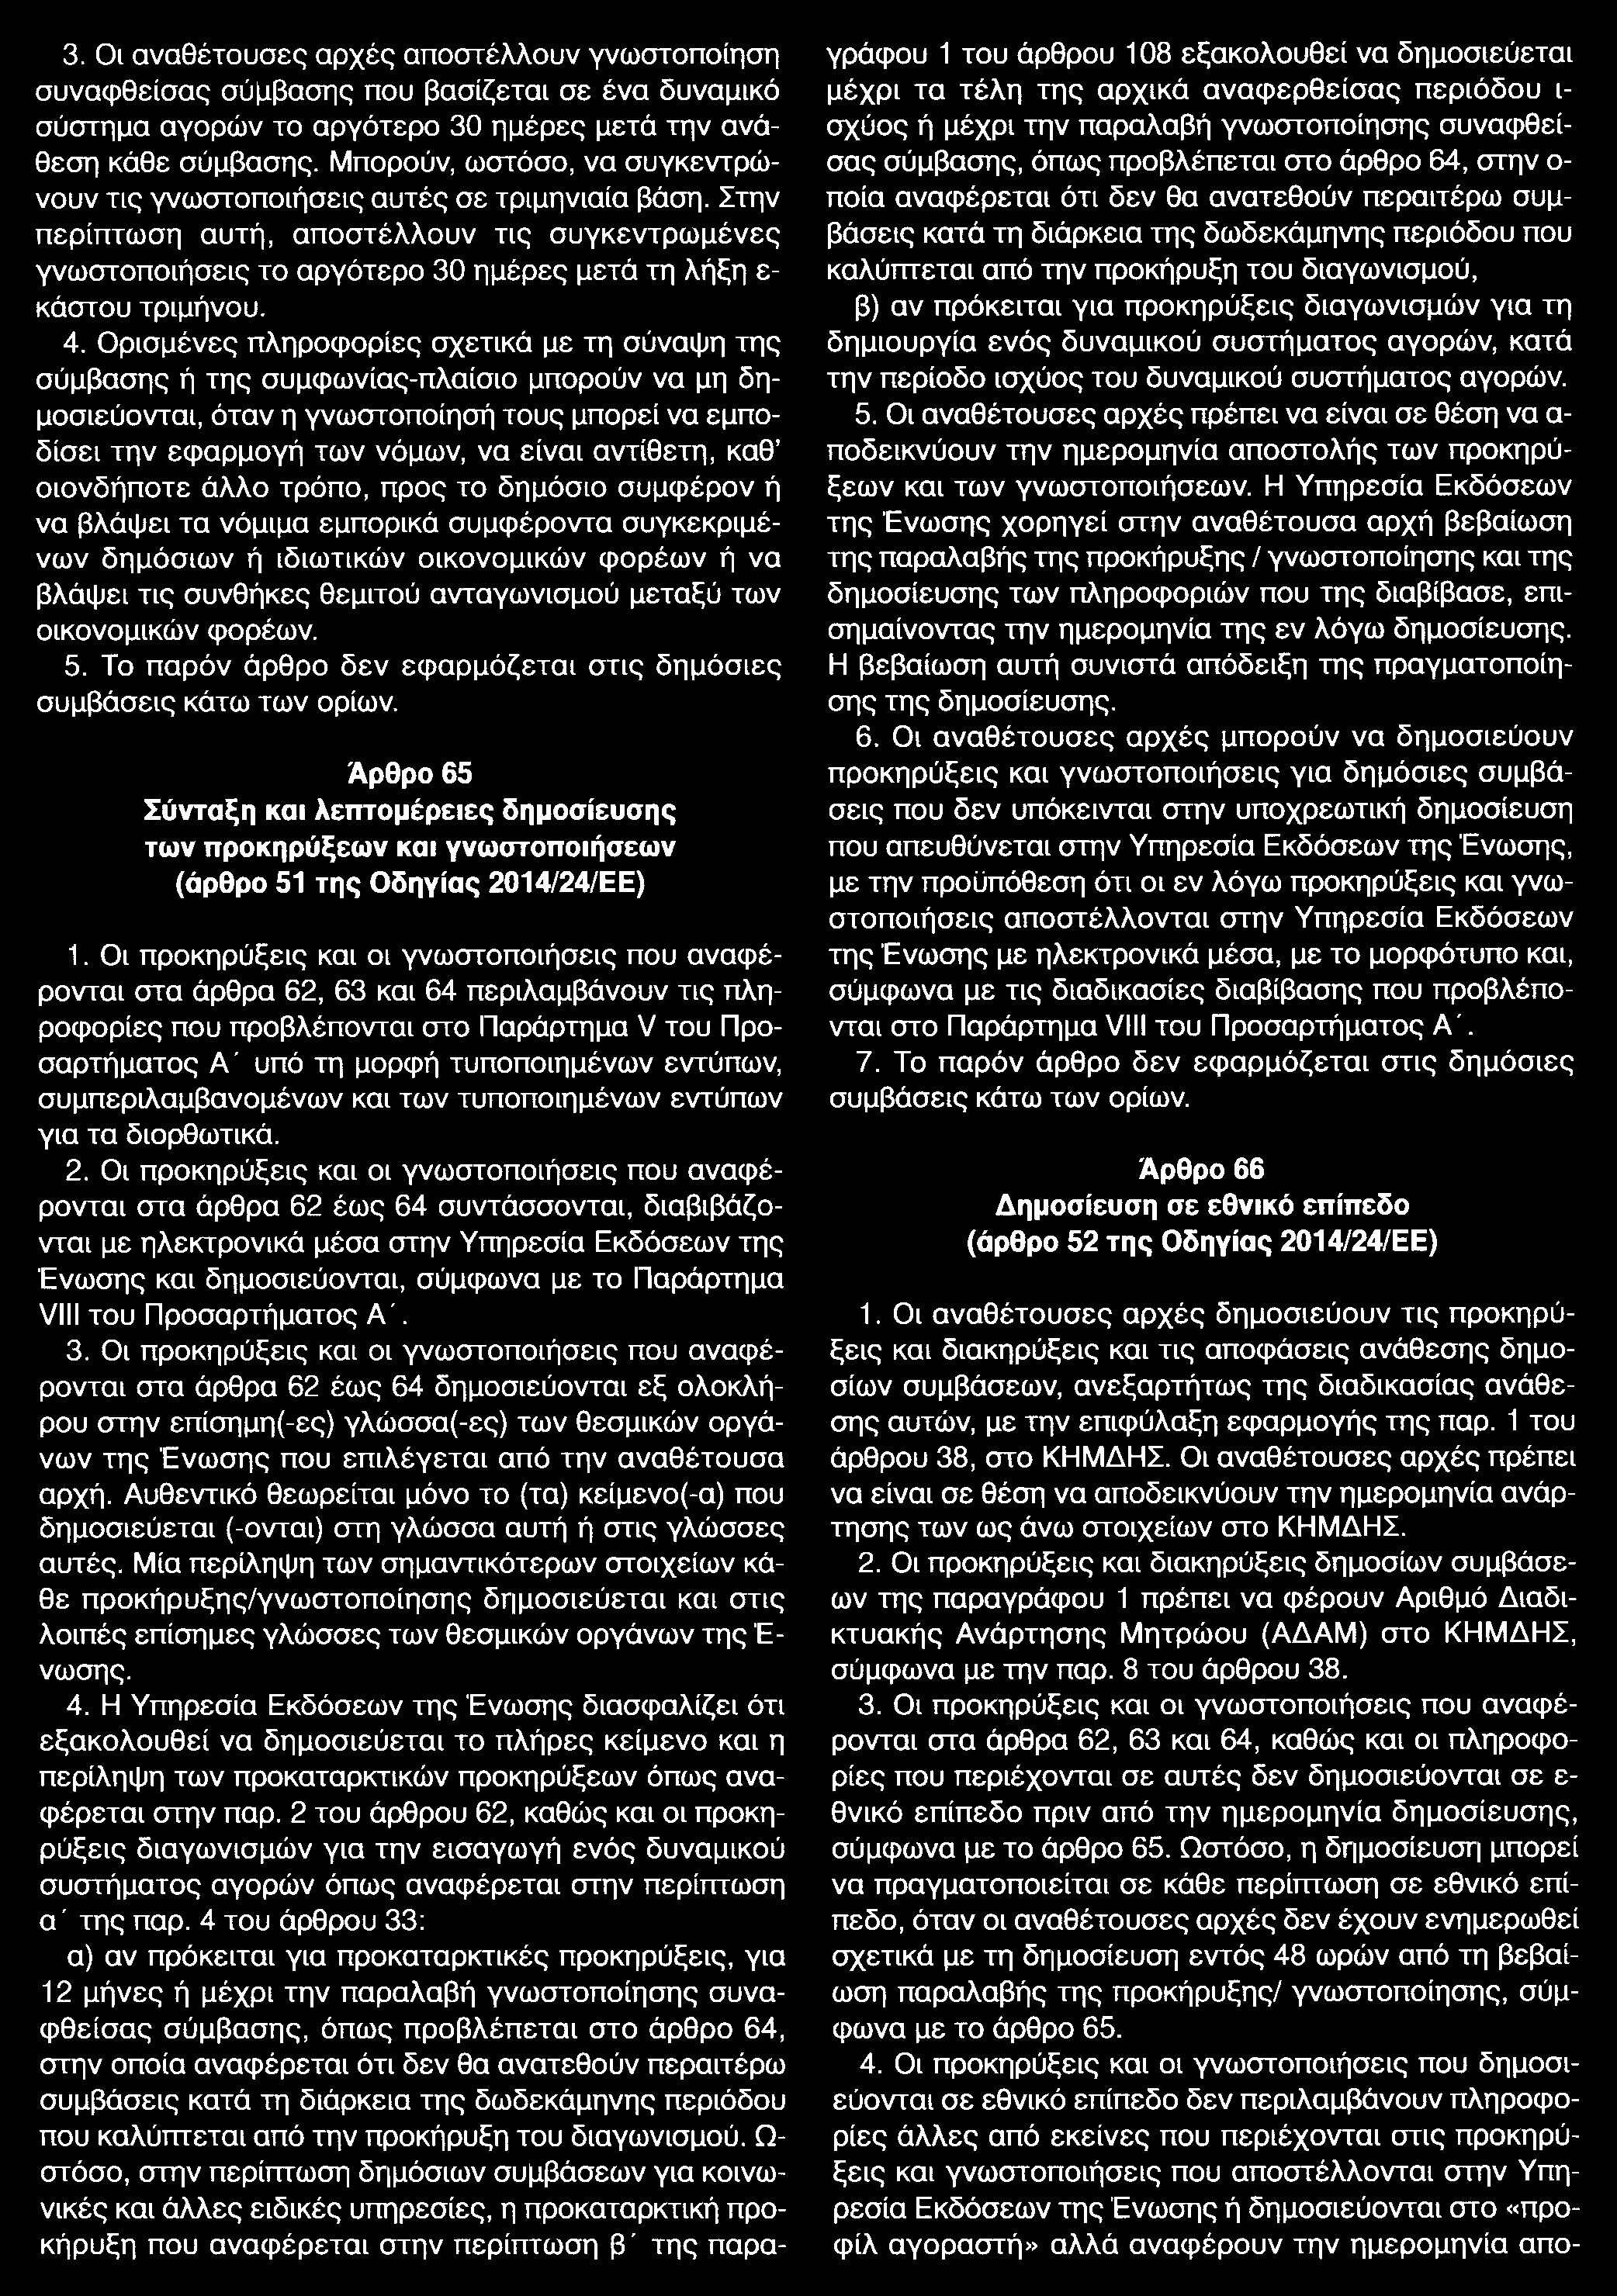 3. Οι αναθέτουσες αρχές αποστέλλουν γνωστοποίηση
συναφθείσας σύμβασης που βασίζεται σε ένα δυναμικό
σύστημα αγορών το αργότερο 30 ημέρες μετά την ανά-
θεση κάθε σύμβασης. Μπορούν, ωστόσο, να συγκεντρώ-
νουν τις γνωστοποιήσεις αυτές σε τριμηνιαία βάση. Στην
περίπτωση αυτή, αποστέλλουν τις συγκεντρωμένες
γνωστοποιήσεις το αργότερο 30 ημέρες μετά τη λήξη ε-
κάστου τριμήνου.
4. Ορισμένες πληροφορίες σχετικά με τη σύναψη της
σύμβασης ή της συμφωνίας-πλαίσιο μπορούν να μη δη-
μοσιεύονται, όταν η γνωστοποίησή τους μπορεί να εμπο-
δίσει την εφαρμογή των νόμων, να είναι αντίθετη, καθ’
οιονδήποτε άλλο τρόπο, προς το δημόσιο συμφέρον ή
να βλάψει τα νόμιμα εμπορικά συμφέροντα συγκεκριμέ-
νων δημόσιων ή ιδιωτικών οικονομικών φορέων ή να
βλάψει τις συνθήκες θεμιτού ανταγωνισμού μεταξύ των
οικονομικών φορέων.
5. Το παρόν άρθρο δεν εφαρμόζεται στις δημόσιες
συμβάσεις κάτω των ορίων.
Άρθρο 65
Σύνταξη και λεπτομέρειες δημοσίευσης
των προκηρύξεων και γνωστοποιήσεων
(άρθρο 51 της Οδηγίας 2014/24/ΕΕ)
1. Οι προκηρύξεις και οι γνωστοποιήσεις που αναφέ-
ρονται στα άρθρα 62, 63 και 64 περιλαμβάνουν τις πλη-
ροφορίες που προβλέπονται στο Παράρτημα V του Προ-
σαρτήματος Α΄ υπό τη μορφή τυποποιημένων εντύπων,
συμπεριλαμβανομένων και των τυποποιημένων εντύπων
για τα διορθωτικά.
2. Οι προκηρύξεις και οι γνωστοποιήσεις που αναφέ-
ρονται στα άρθρα 62 έως 64 συντάσσονται, διαβιβάζο-
νται με ηλεκτρονικά μέσα στην Υπηρεσία Εκδόσεων της
Ένωσης και δημοσιεύονται, σύμφωνα με το Παράρτημα
VIII του Προσαρτήματος Α΄.
3. Οι προκηρύξεις και οι γνωστοποιήσεις που αναφέ-
ρονται στα άρθρα 62 έως 64 δημοσιεύονται εξ ολοκλή-
ρου στην επίσημη(-ες) γλώσσα(-ες) των θεσμικών οργά-
νων της Ένωσης που επιλέγεται από την αναθέτουσα
αρχή. Αυθεντικό θεωρείται μόνο το (τα) κείμενο(-α) που
δημοσιεύεται (-ονται) στη γλώσσα αυτή ή στις γλώσσες
αυτές. Μία περίληψη των σημαντικότερων στοιχείων κά-
θε προκήρυξης/γνωστοποίησης δημοσιεύεται και στις
λοιπές επίσημες γλώσσες των θεσμικών οργάνων της Έ-
νωσης.
4. Η Υπηρεσία Εκδόσεων της Ένωσης διασφαλίζει ότι
εξακολουθεί να δημοσιεύεται το πλήρες κείμενο και η
περίληψη των προκαταρκτικών προκηρύξεων όπως ανα-
φέρεται στην παρ. 2 του άρθρου 62, καθώς και οι προκη-
ρύξεις διαγωνισμών για την εισαγωγή ενός δυναμικού
συστήματος αγορών όπως αναφέρεται στην περίπτωση
α΄ της παρ. 4 του άρθρου 33:
α) αν πρόκειται για προκαταρκτικές προκηρύξεις, για
12 μήνες ή μέχρι την παραλαβή γνωστοποίησης συνα-
φθείσας σύμβασης, όπως προβλέπεται στο άρθρο 64,
στην οποία αναφέρεται ότι δεν θα ανατεθούν περαιτέρω
συμβάσεις κατά τη διάρκεια της δωδεκάμηνης περιόδου
που καλύπτεται από την προκήρυξη του διαγωνισμού. Ω-
στόσο, στην περίπτωση δημόσιων συμβάσεων για κοινω-
νικές και άλλες ειδικές υπηρεσίες, η προκαταρκτική προ-
κήρυξη που αναφέρεται στην περίπτωση β΄ της παρα-
γράφου 1 του άρθρου 108 εξακολουθεί να δημοσιεύεται
μέχρι τα τέλη της αρχικά αναφερθείσας περιόδου ι-
σχύος ή μέχρι την παραλαβή γνωστοποίησης συναφθεί-
σας σύμβασης, όπως προβλέπεται στο άρθρο 64, στην ο-
ποία αναφέρεται ότι δεν θα ανατεθούν περαιτέρω συμ-
βάσεις κατά τη διάρκεια της δωδεκάμηνης περιόδου που
καλύπτεται από την προκήρυξη του διαγωνισμού,
β) αν πρόκειται για προκηρύξεις διαγωνισμών για τη
δημιουργία ενός δυναμικού συστήματος αγορών, κατά
την περίοδο ισχύος του δυναμικού συστήματος αγορών.
5. Οι αναθέτουσες αρχές πρέπει να είναι σε θέση να α-
ποδεικνύουν την ημερομηνία αποστολής των προκηρύ-
ξεων και των γνωστοποιήσεων. Η Υπηρεσία Εκδόσεων
της Ένωσης χορηγεί στην αναθέτουσα αρχή βεβαίωση
της παραλαβής της προκήρυξης / γνωστοποίησης και της
δημοσίευσης των πληροφοριών που της διαβίβασε, επι-
σημαίνοντας την ημερομηνία της εν λόγω δημοσίευσης.
Η βεβαίωση αυτή συνιστά απόδειξη της πραγματοποίη-
σης της δημοσίευσης.
6. Οι αναθέτουσες αρχές μπορούν να δημοσιεύουν
προκηρύξεις και γνωστοποιήσεις για δημόσιες συμβά-
σεις που δεν υπόκεινται στην υποχρεωτική δημοσίευση
που απευθύνεται στην Υπηρεσία Εκδόσεων της Ένωσης,
με την προϋπόθεση ότι οι εν λόγω προκηρύξεις και γνω-
στοποιήσεις αποστέλλονται στην Υπηρεσία Εκδόσεων
της Ένωσης με ηλεκτρονικά μέσα, με το μορφότυπο και,
σύμφωνα με τις διαδικασίες διαβίβασης που προβλέπο-
νται στο Παράρτημα VIII του Προσαρτήματος Α΄.
7. Το παρόν άρθρο δεν εφαρμόζεται στις δημόσιες
συμβάσεις κάτω των ορίων.
Άρθρο 66
Δημοσίευση σε εθνικό επίπεδο
(άρθρο 52 της Οδηγίας 2014/24/ΕΕ)
1. Οι αναθέτουσες αρχές δημοσιεύουν τις προκηρύ-
ξεις και διακηρύξεις και τις αποφάσεις ανάθεσης δημο-
σίων συμβάσεων, ανεξαρτήτως της διαδικασίας ανάθε-
σης αυτών, με την επιφύλαξη εφαρμογής της παρ. 1 του
άρθρου 38, στο ΚΗΜΔΗΣ. Οι αναθέτουσες αρχές πρέπει
να είναι σε θέση να αποδεικνύουν την ημερομηνία ανάρ-
τησης των ως άνω στοιχείων στο ΚΗΜΔΗΣ.
2. Οι προκηρύξεις και διακηρύξεις δημοσίων συμβάσε-
ων της παραγράφου 1 πρέπει να φέρουν Αριθμό Διαδι-
κτυακής Ανάρτησης Μητρώου (ΑΔΑΜ) στο ΚΗΜΔΗΣ,
σύμφωνα με την παρ. 8 του άρθρου 38.
3. Οι προκηρύξεις και οι γνωστοποιήσεις που αναφέ-
ρονται στα άρθρα 62, 63 και 64, καθώς και οι πληροφο-
ρίες που περιέχονται σε αυτές δεν δημοσιεύονται σε ε-
θνικό επίπεδο πριν από την ημερομηνία δημοσίευσης,
σύμφωνα με το άρθρο 65. Ωστόσο, η δημοσίευση μπορεί
να πραγματοποιείται σε κάθε περίπτωση σε εθνικό επί-
πεδο, όταν οι αναθέτουσες αρχές δεν έχουν ενημερωθεί
σχετικά με τη δημοσίευση εντός 48 ωρών από τη βεβαί-
ωση παραλαβής της προκήρυξης/ γνωστοποίησης, σύμ-
φωνα με το άρθρο 65.
4. Οι προκηρύξεις και οι γνωστοποιήσεις που δημοσι-
εύονται σε εθνικό επίπεδο δεν περιλαμβάνουν πληροφο-
ρίες άλλες από εκείνες που περιέχονται στις προκηρύ-
ξεις και γνωστοποιήσεις που αποστέλλονται στην Υπη-
ρεσία Εκδόσεων της Ένωσης ή δημοσιεύονται στο «προ-
φίλ αγοραστή» αλλά αναφέρουν την ημερομηνία απο-